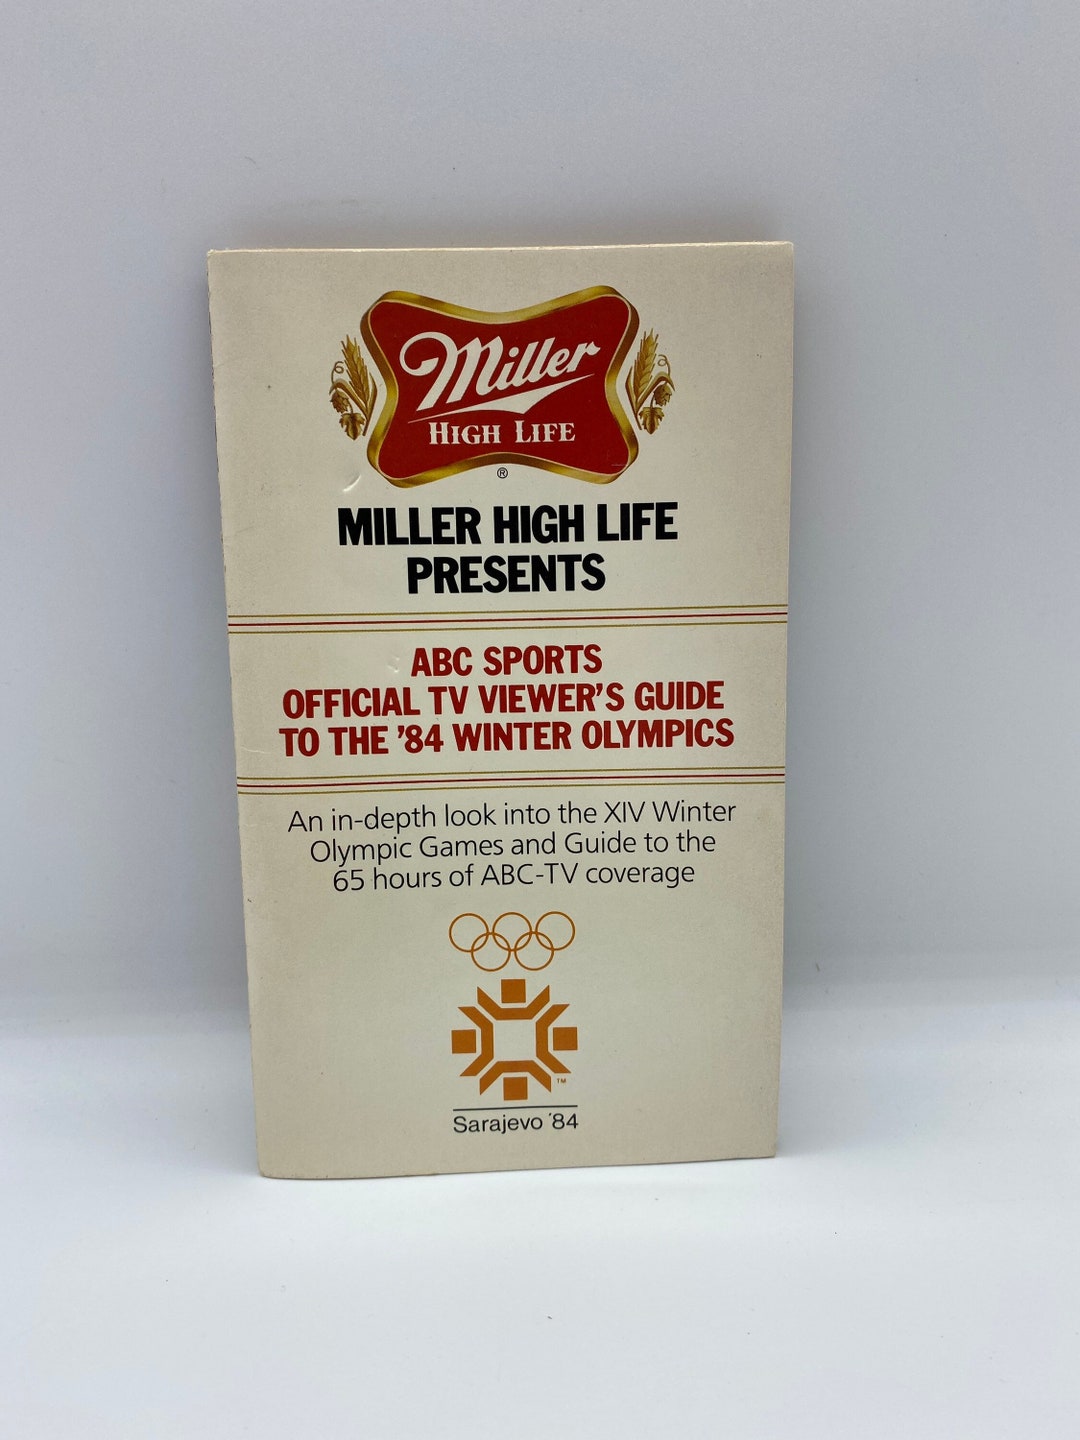 Miller
HIGH LIFE
®
MILLER HIGH LIFE
PRESENTS
ABC SPORTS
OFFICIAL TV VIEWER'S GUIDE
TO THE '84 WINTER OLYMPICS
An in-depth look into the XIV Winter
Olympic Games and Guide to the
65 hours of ABC-TV coverage
TM
Sarajevo '84